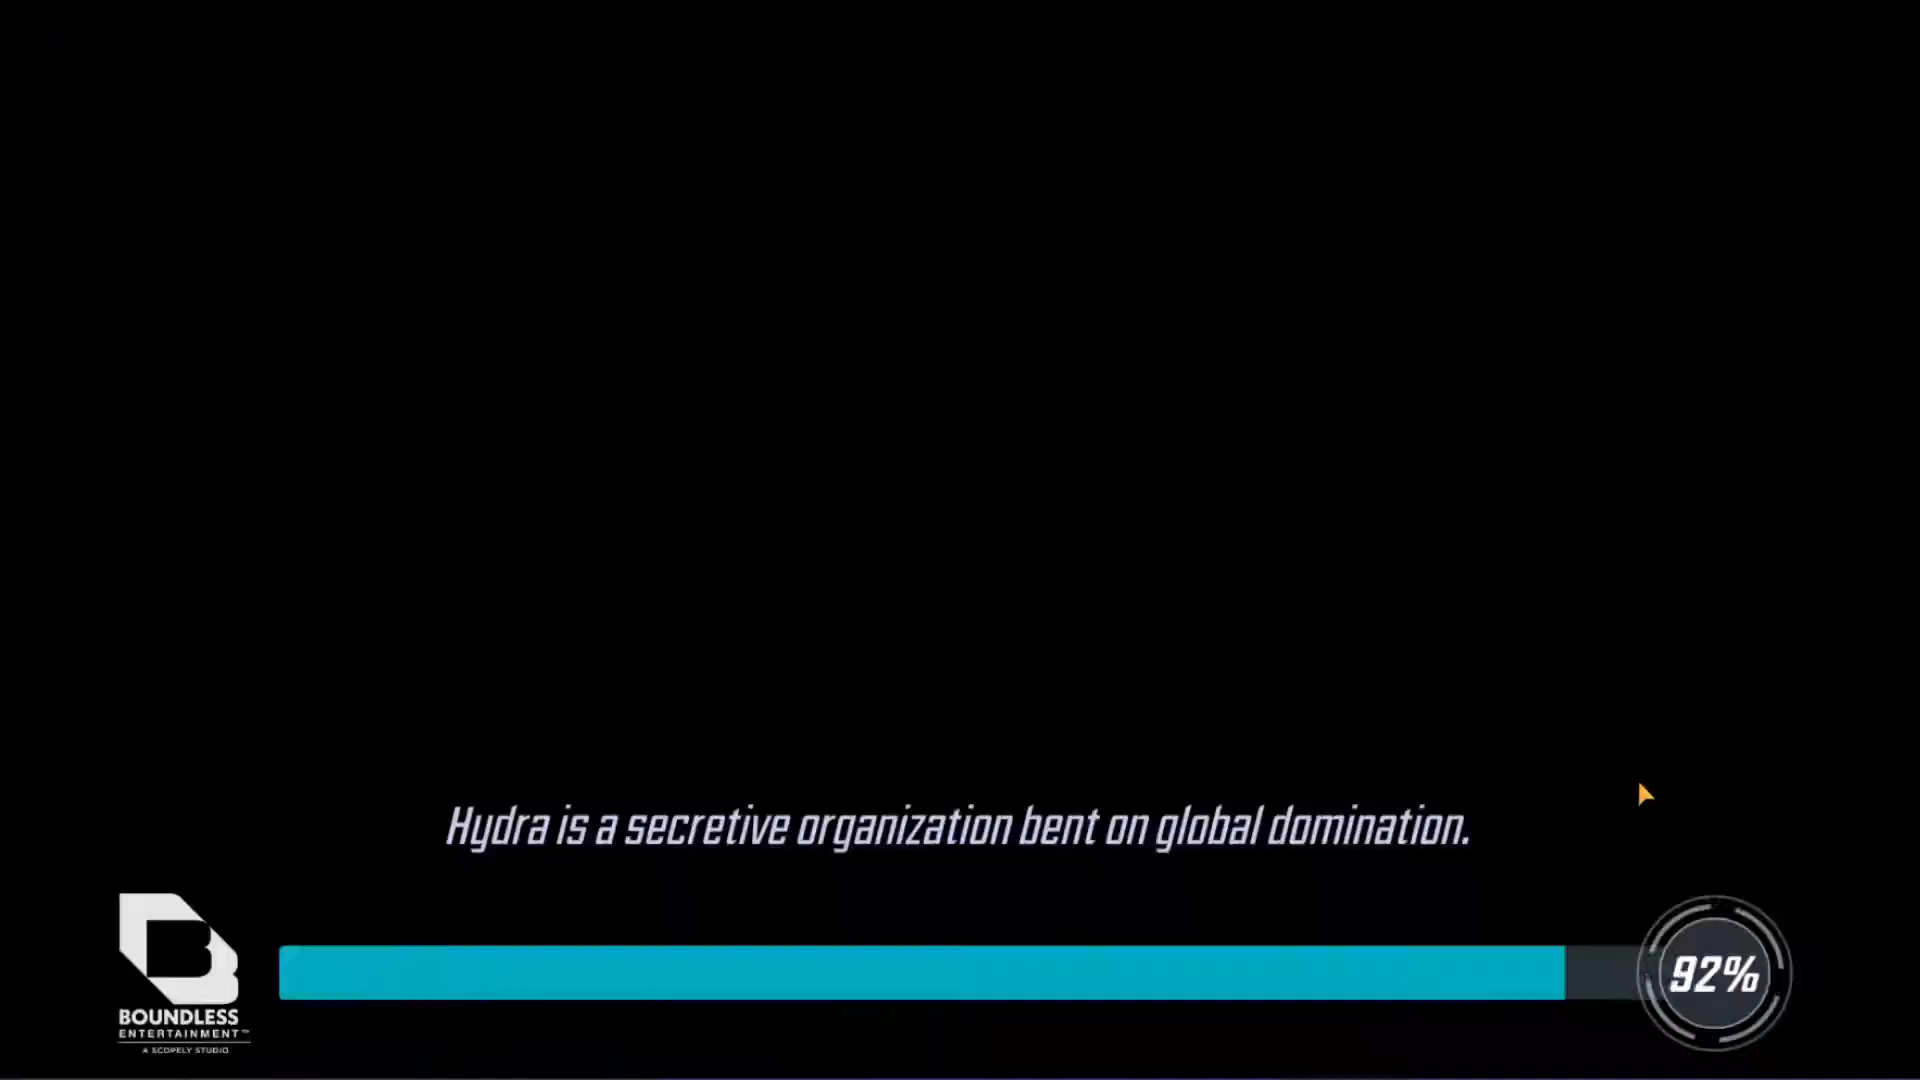 Hydra is a secretive organization bent on global domination.
92%
BOUNDLESS
ENTERTAINMENT™
A SCOPELY STUDIO